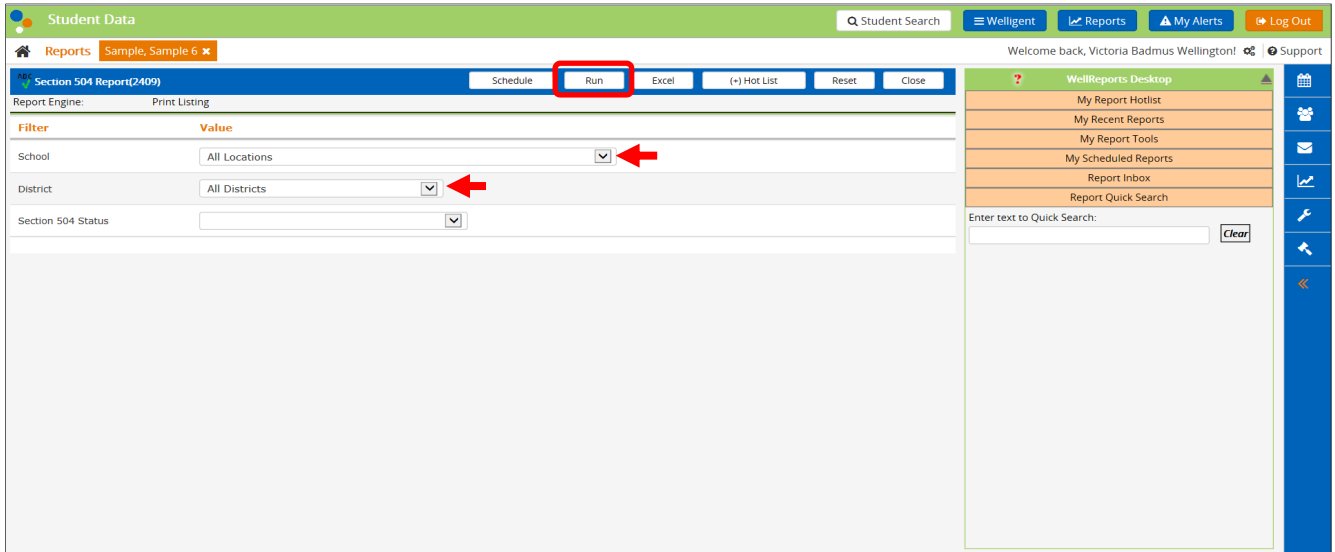 Student Data
Student Search
Welligent
Reports
My Alerts
Log Out
Reports
Sample, Sample 6 ×
Welcome back, Victoria Badmus Wellington!
Support
ABC
Section 504 Report(2409)
Schedule
Run
Excel
(+) Hot List
Reset
Close
Report Engine: Print Listing
Filter Value
School All Locations
District All Districts
Section 504 Status
? WellReports Desktop
My Report Hotlist
My Recent Reports
My Report Tools
My Scheduled Reports
Report Inbox
Report Quick Search
Enter text to Quick Search:
Clear